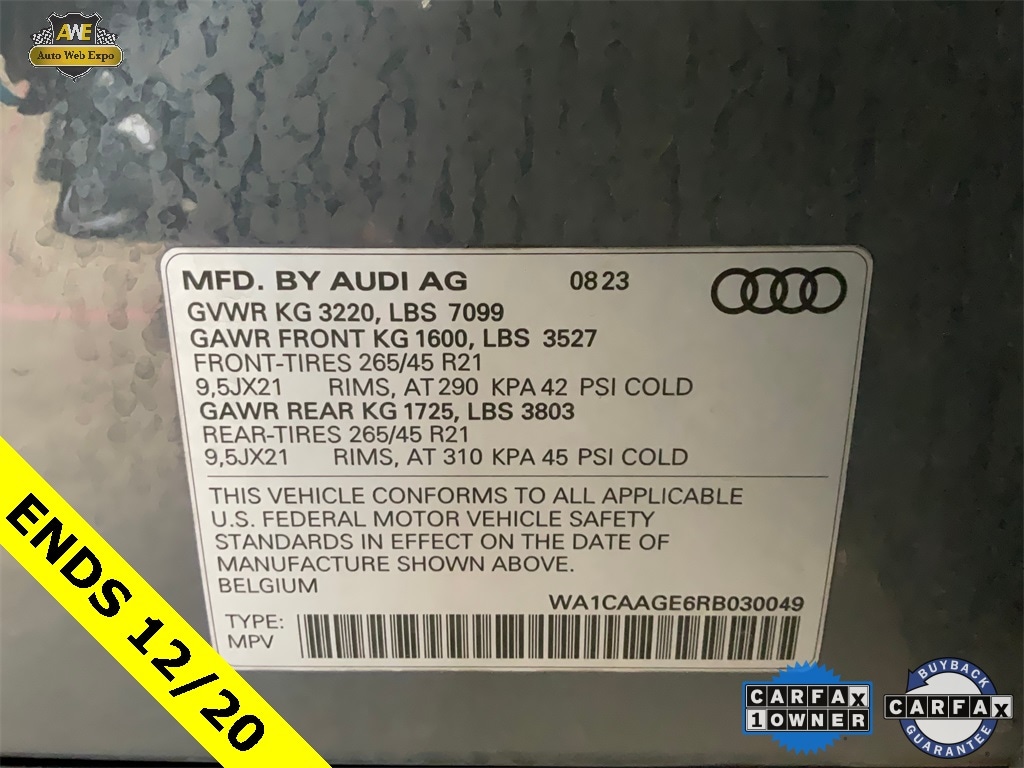 AWE
Auto Web Expo
MFD. BY AUDI AG 08 23
GVWR KG 3220, LBS 7099
GAWR FRONT KG 1600, LBS 3527
FRONT-TIRES 265/45 R21
9,5JX21 RIMS, AT 290 KPA 42 PSI COLD
GAWR REAR KG 1725, LBS 3803
REAR-TIRES 265/45 R21
9,5JX21 RIMS, AT 310 KPA 45 PSI COLD
THIS VEHICLE CONFORMS TO ALL APPLICABLE
U.S. FEDERAL MOTOR VEHICLE SAFETY
STANDARDS IN EFFECT ON THE DATE OF
MANUFACTURE SHOWN ABOVE.
BELGIUM
WA1CAAGE6RB030049
TYPE:
MPV
ENDS 12/20
CARFAX
1 OWNER
BUYBACK
CARFAX
GUARANTEE